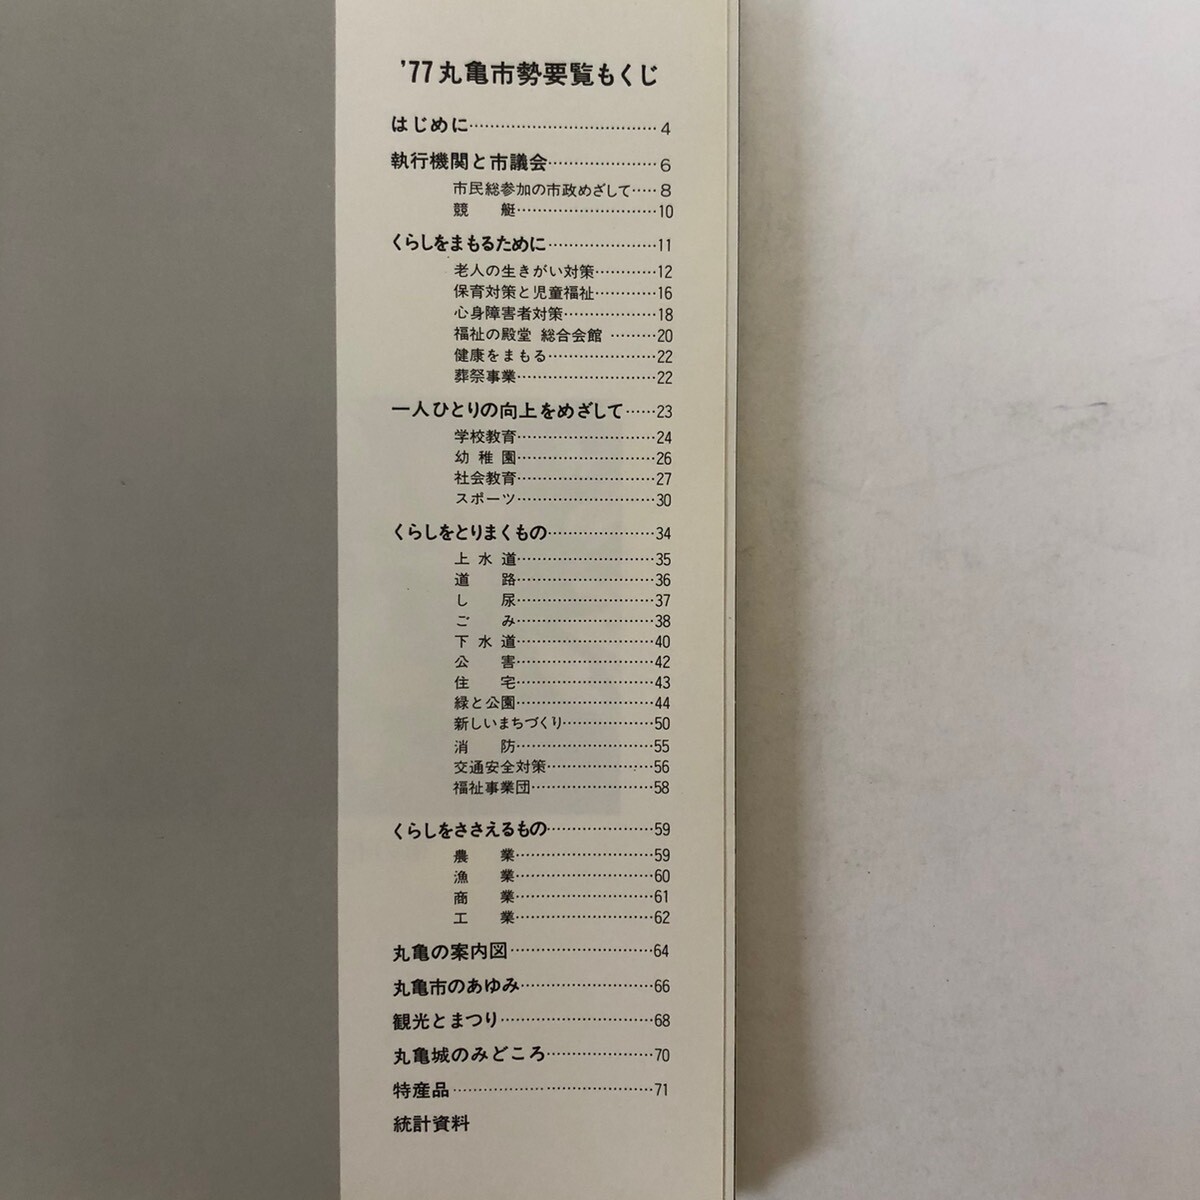 '77丸亀市勢要覧もくじ
はじめに…………………………………4
執行機関と市議会…………………6
市民総参加の市政めざして……8
競　艇………………………10
くらしをまもるために…………………11
老人の生きがい対策…………12
保育対策と児童福祉…………16
心身障害者対策………………18
福祉の殿堂 総合会館 ………20
健康をまもる…………………22
葬祭事業………………………22
一人ひとりの向上をめざして……23
学校教育………………………24
幼 稚 園………………………26
社会教育………………………27
スポーツ………………………30
くらしをとりまくもの…………………34
上 水 道………………………35
道　　路………………………36
し　　尿………………………37
ご　　み………………………38
下 水 道………………………40
公　　害………………………42
住　　宅………………………43
緑と公園………………………44
新しいまちづくり………………50
消　　防………………………55
交通安全対策…………………56
福祉事業団……………………58
くらしをささえるもの…………………59
農　　業………………………59
漁　　業………………………60
商　　業………………………61
工　　業………………………62
丸亀の案内図…………………………64
丸亀市のあゆみ………………………66
観光とまつり…………………………68
丸亀城のみどころ……………………70
特産品…………………………………71
統計資料